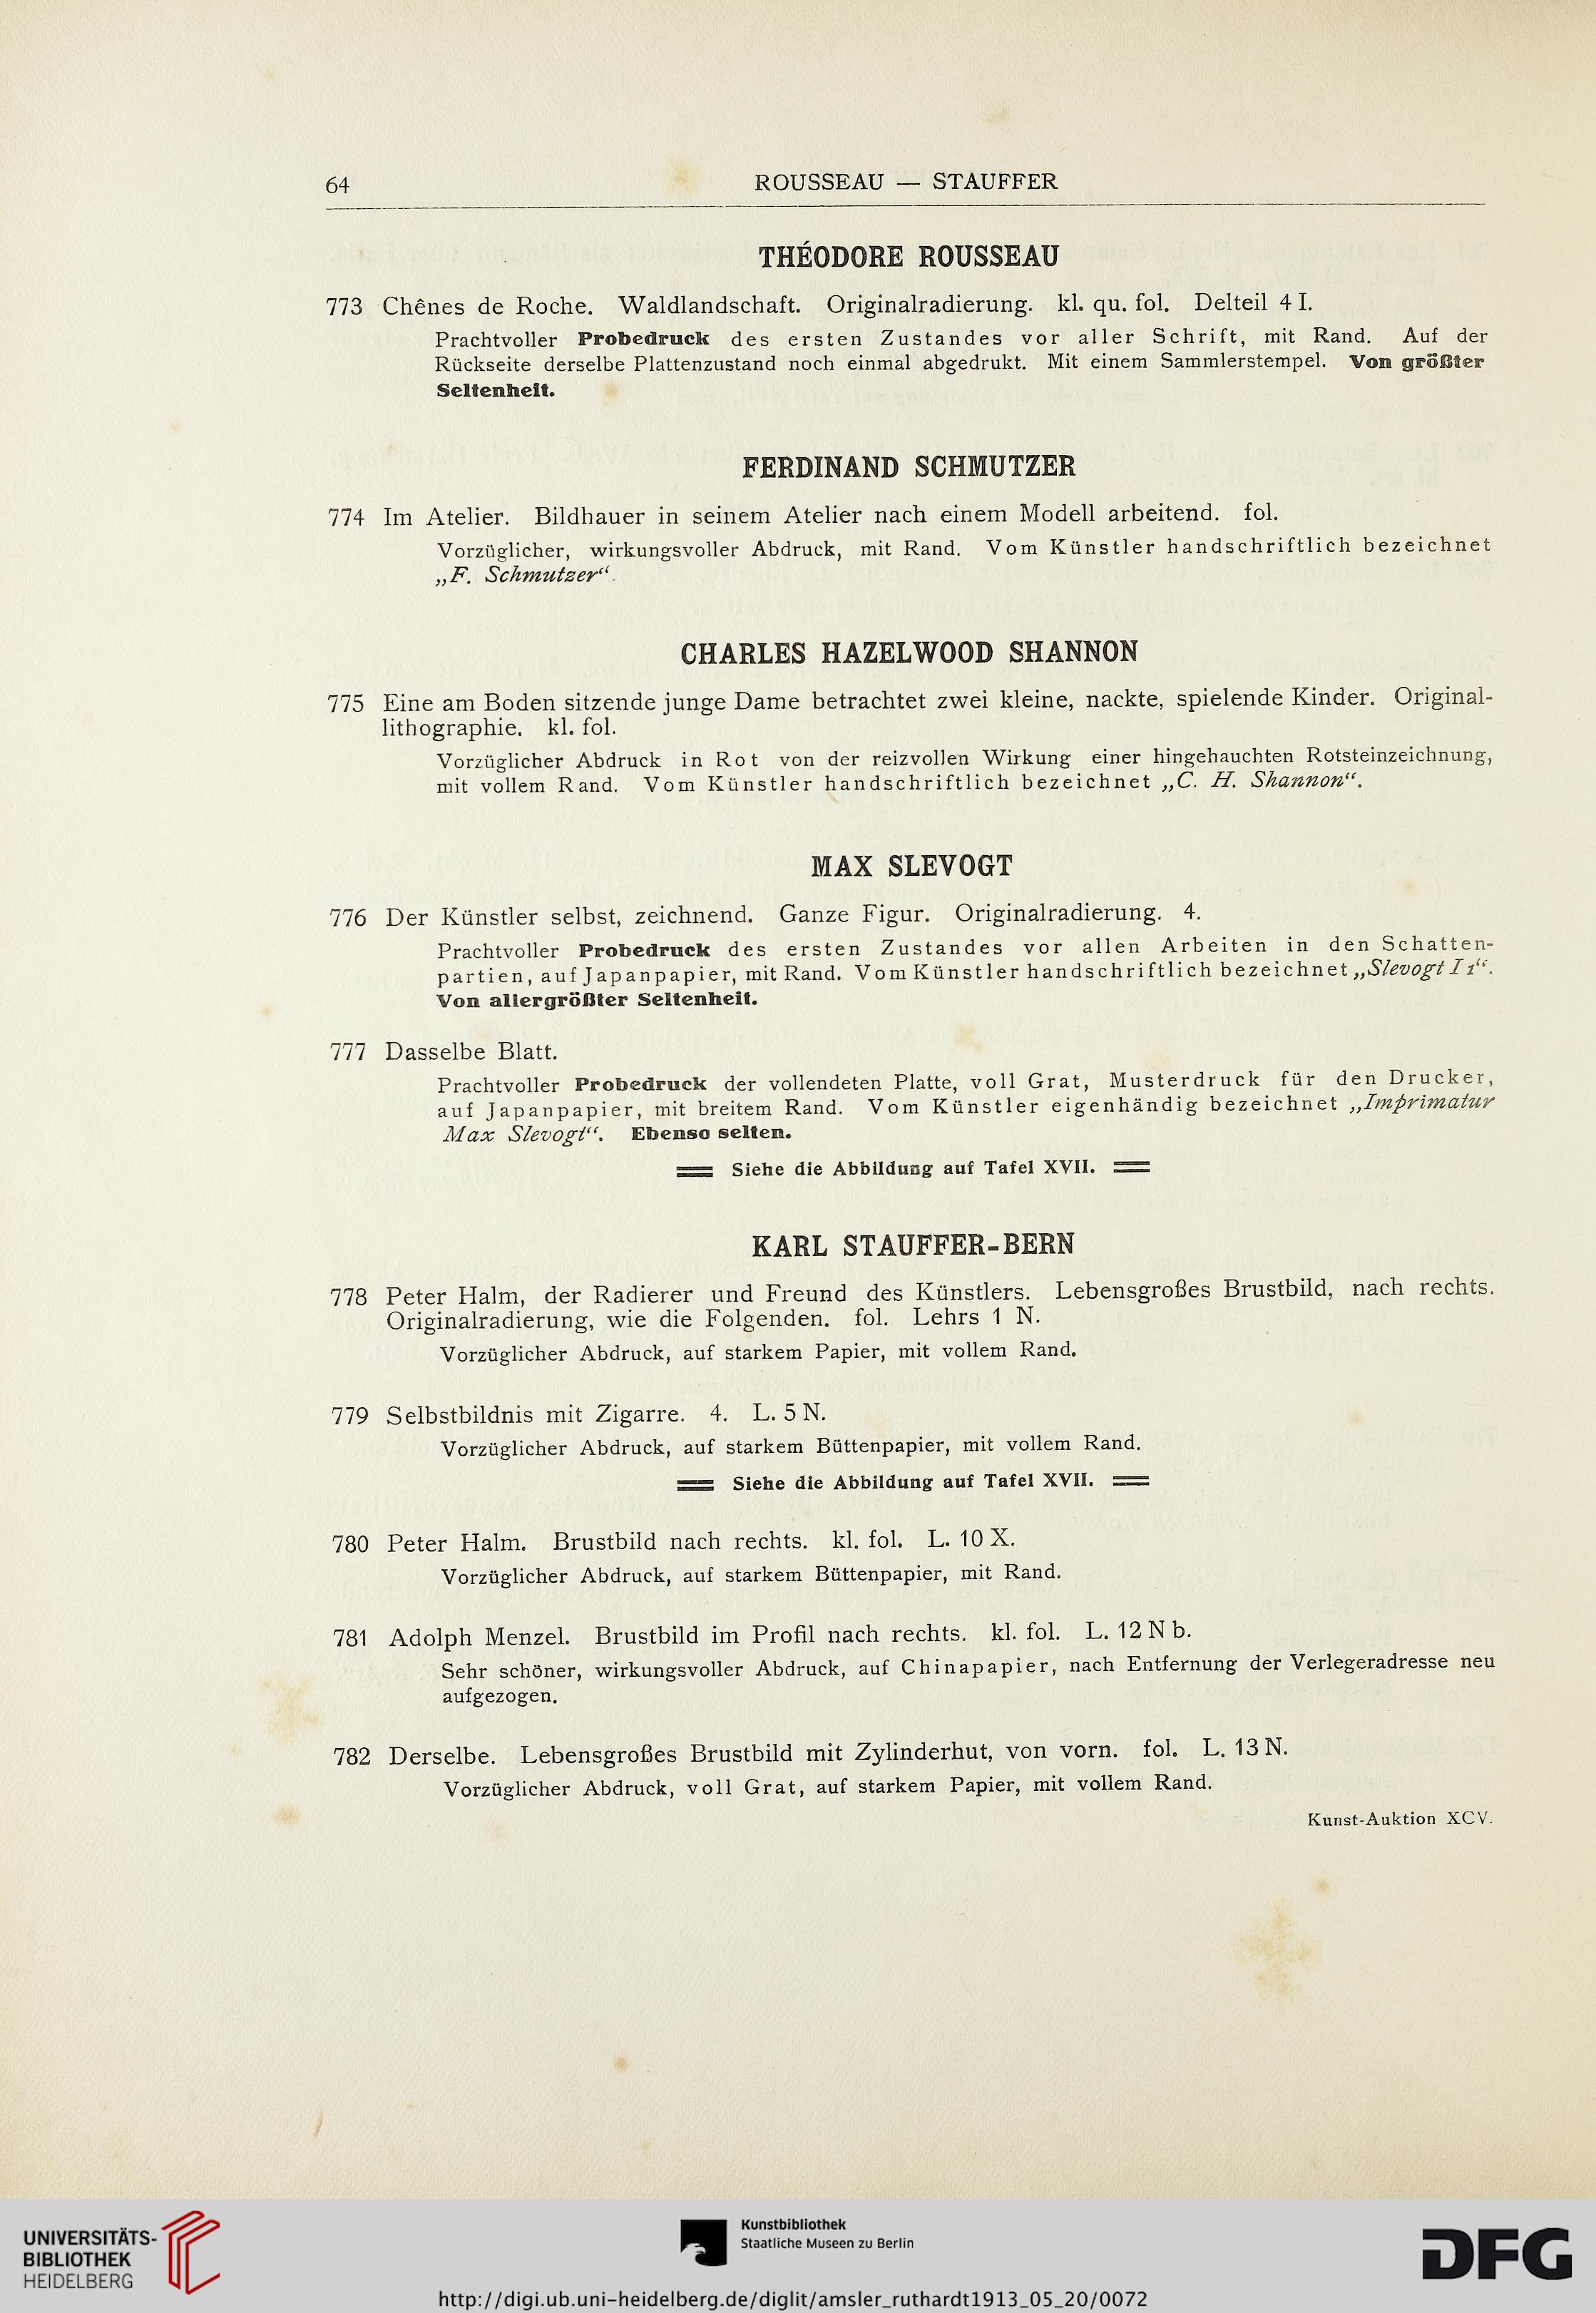 64
ROUSSEAU — STAUFFER
THÉODORE ROUSSEAU
773 Chênes de Roche. Waldlandschaft. Originalradierung. kl. qu. fol. Delteil 4 I.
Prachtvoller Probedruck des ersten Zustandes vor aller Schrift, mit Rand. Auf der
Rückseite derselbe Plattenzustand noch einmal abgedrukt. Mit einem Sammlerstempel. Von größter
Seltenheit.
FERDINAND SCHMUTZER
774 Im Atelier. Bildhauer in seinem Atelier nach einem Modell arbeitend. fol.
Vorzüglicher, wirkungsvoller Abdruck, mit Rand. Vom Künstler handschriftlich bezeichnet
„F. Schmutzer“.
CHARLES HAZELWOOD SHANNON
775 Eine am Boden sitzende junge Dame betrachtet zwei kleine, nackte, spielende Kinder. Original-
lithographie. kl. fol.
Vorzüglicher Abdruck in Rot von der reizvollen Wirkung einer hingehauchten Rotsteinzeichnung,
mit vollem Rand. Vom Künstler handschriftlich bezeichnet „C. H. Shannon“.
MAX SLEVOGT
776 Der Künstler selbst, zeichnend. Ganze Figur. Originalradierung. 4.
Prachtvoller Probedruck des ersten Zustandes vor allen Arbeiten in den Schatten-
partien, auf Japanpapier, mit Rand. Vom Künstler handschriftlich bezeichnet „Slevogt I 1“.
Von allergrößter Seltenheit.
777 Dasselbe Blatt.
Prachtvoller Probedruck der vollendeten Platte, voll Grat, Musterdruck für den Drucker,
auf Japanpapier, mit breitem Rand. Vom Künstler eigenhändig bezeichnet „Imprimatur
Max Slevogt“. Ebenso selten.
Siehe die Abbildung auf Tafel XVII.
KARL STAUFFER-BERN
778 Peter Halm, der Radierer und Freund des Künstlers. Lebensgroßes Brustbild, nach rechts.
Originalradierung, wie die Folgenden. fol. Lehrs 1 N.
Vorzüglicher Abdruck, auf starkem Papier, mit vollem Rand.
779 Selbstbildnis mit Zigarre. 4. L. 5 N.
Vorzüglicher Abdruck, auf starkem Büttenpapier, mit vollem Rand.
Siehe die Abbildung auf Tafel XVII.
780 Peter Halm. Brustbild nach rechts. kl. fol. L. 10 X.
Vorzüglicher Abdruck, auf starkem Büttenpapier, mit Rand.
781 Adolph Menzel. Brustbild im Profil nach rechts. kl. fol. L. 12 N b.
Sehr schöner, wirkungsvoller Abdruck, auf Chinapapier, nach Entfernung der Verlegeradresse neu
aufgezogen.
782 Derselbe. Lebensgroßes Brustbild mit Zylinderhut, von vorn. fol. L. 13 N.
Vorzüglicher Abdruck, voll Grat, auf starkem Papier, mit vollem Rand.
Kunst-Auktion XCV.
UNIVERSITÄTS-
BIBLIOTHEK
HEIDELBERG
Kunstbibliothek
Staatliche Museen zu Berlin
DFG
http://digi.ub.uni-heidelberg.de/diglit/amsler_ruthardt1913_05_20/0072